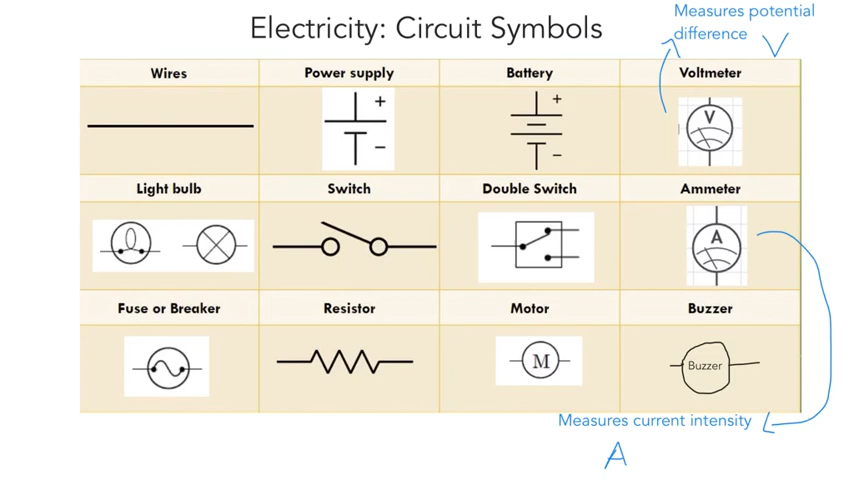 Measures potential
difference
V
Electricity: Circuit Symbols
Wires
Power supply
Battery
Voltmeter
+
−
+
−
V
Light bulb
Switch
Double Switch
Ammeter
A
Fuse or Breaker
Resistor
Motor
Buzzer
M
Buzzer
Measures current intensity
A